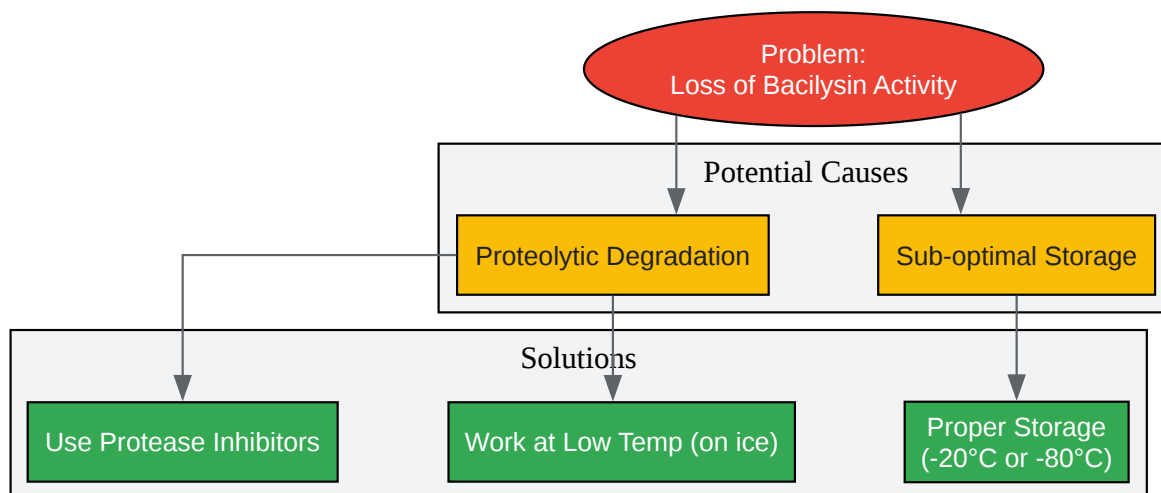 Problem:
Loss of Bacilysin Activity
Potential Causes
Proteolytic Degradation
Sub-optimal Storage
Solutions
Use Protease Inhibitors
Work at Low Temp (on ice)
Proper Storage
(-20°C or -80°C)